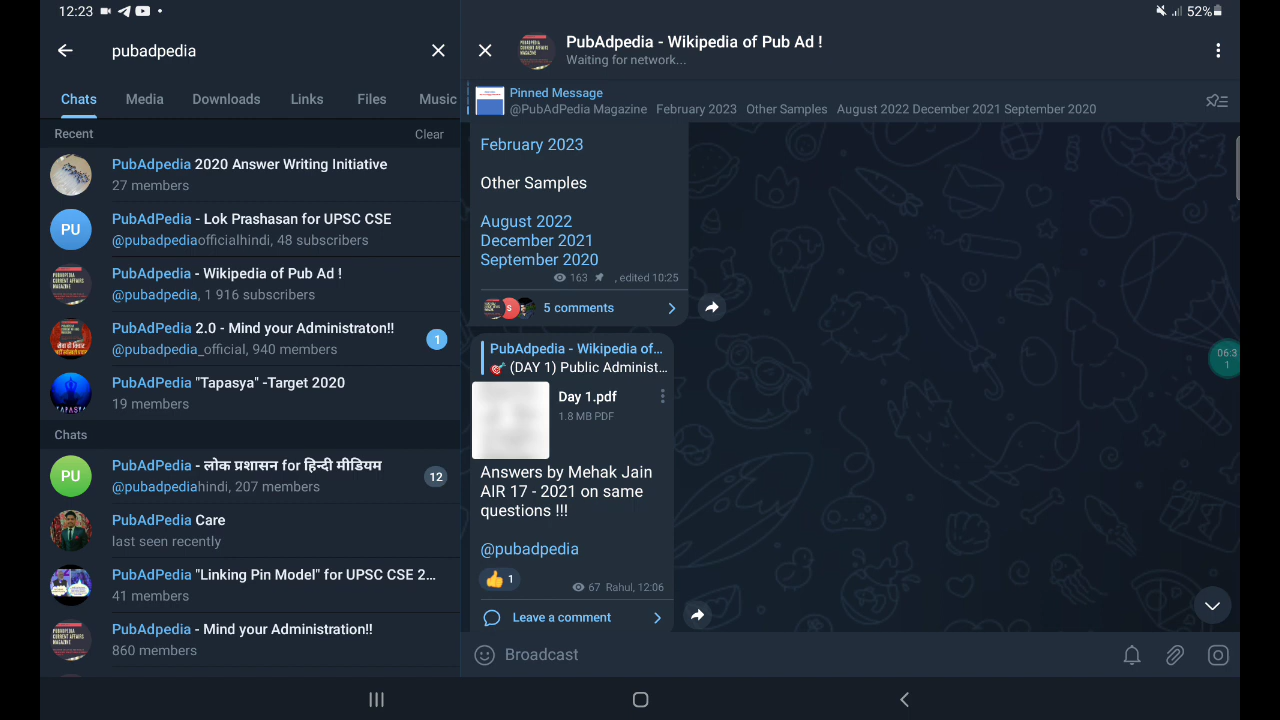 12:23
52%
pubadpedia
Chats Media Downloads Links Files Music
Recent Clear
PubAdpedia 2020 Answer Writing Initiative
27 members
PU
PubAdPedia - Lok Prashasan for UPSC CSE
@pubadpediaofficialhindi, 48 subscribers
PubAdpedia - Wikipedia of Pub Ad !
@pubadpedia, 1 916 subscribers
PubAdpedia 2.0 - Mind your Administraton!!
@pubadpedia_official, 940 members
1
PubAdPedia "Tapasya" -Target 2020
19 members
Chats
PU
PubAdPedia - लोक प्रशासन for हिन्दी मीडियम
@pubadpediahindi, 207 members
12
PubAdPedia Care
last seen recently
PubAdPedia "Linking Pin Model" for UPSC CSE 2...
41 members
PubAdpedia - Mind your Administration!!
860 members
PubAdpedia - Wikipedia of Pub Ad !
Waiting for network...
Pinned Message
@PubAdPedia Magazine February 2023 Other Samples August 2022 December 2021 September 2020
February 2023
Other Samples
August 2022
December 2021
September 2020
163 , edited 10:25
S
5 comments
06:3
1
PubAdpedia - Wikipedia of...
(DAY 1) Public Administ...
Day 1.pdf
1.8 MB PDF
Answers by Mehak Jain
AIR 17 - 2021 on same
questions !!!
@pubadpedia
1
67 Rahul, 12:06
Leave a comment
Broadcast